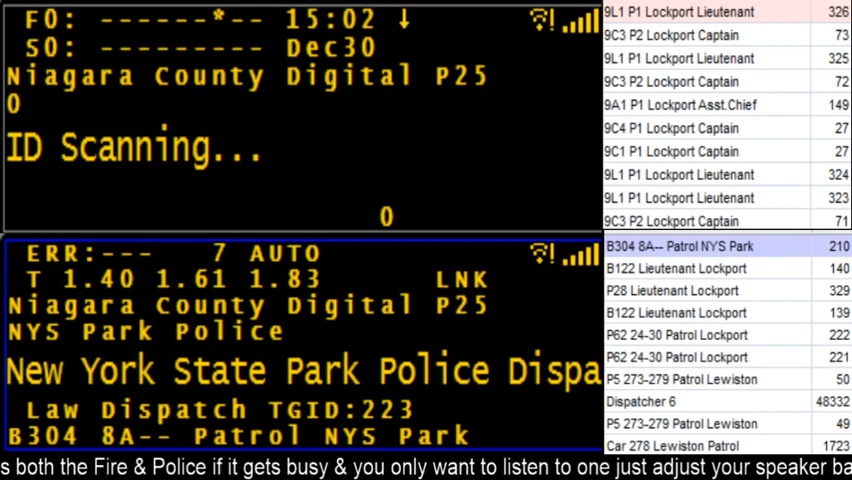 F0: ------*-- 15:02 ↓
S0: --------- Dec30
Niagara County Digital P25
0
ID Scanning...
0
9L1 P1 Lockport Lieutenant 326
9C3 P2 Lockport Captain 73
9L1 P1 Lockport Lieutenant 325
9C3 P2 Lockport Captain 72
9A1 P1 Lockport Asst.Chief 149
9C4 P1 Lockport Captain 27
9C1 P1 Lockport Captain 27
9L1 P1 Lockport Lieutenant 324
9L1 P1 Lockport Lieutenant 323
9C3 P2 Lockport Captain 71
ERR:--- 7 AUTO
T 1.40 1.61 1.83 LNK
Niagara County Digital P25
NYS Park Police
New York State Park Police Dispa
Law Dispatch TGID:223
B304 8A-- Patrol NYS Park
B304 8A-- Patrol NYS Park 210
B122 Lieutenant Lockport 140
P28 Lieutenant Lockport 329
B122 Lieutenant Lockport 139
P62 24-30 Patrol Lockport 222
P62 24-30 Patrol Lockport 221
P5 273-279 Patrol Lewiston 50
Dispatcher 6 48332
P5 273-279 Patrol Lewiston 49
Car 278 Lewiston Patrol 1723
s both the Fire & Police if it gets busy & you only want to listen to one just adjust your speaker ba